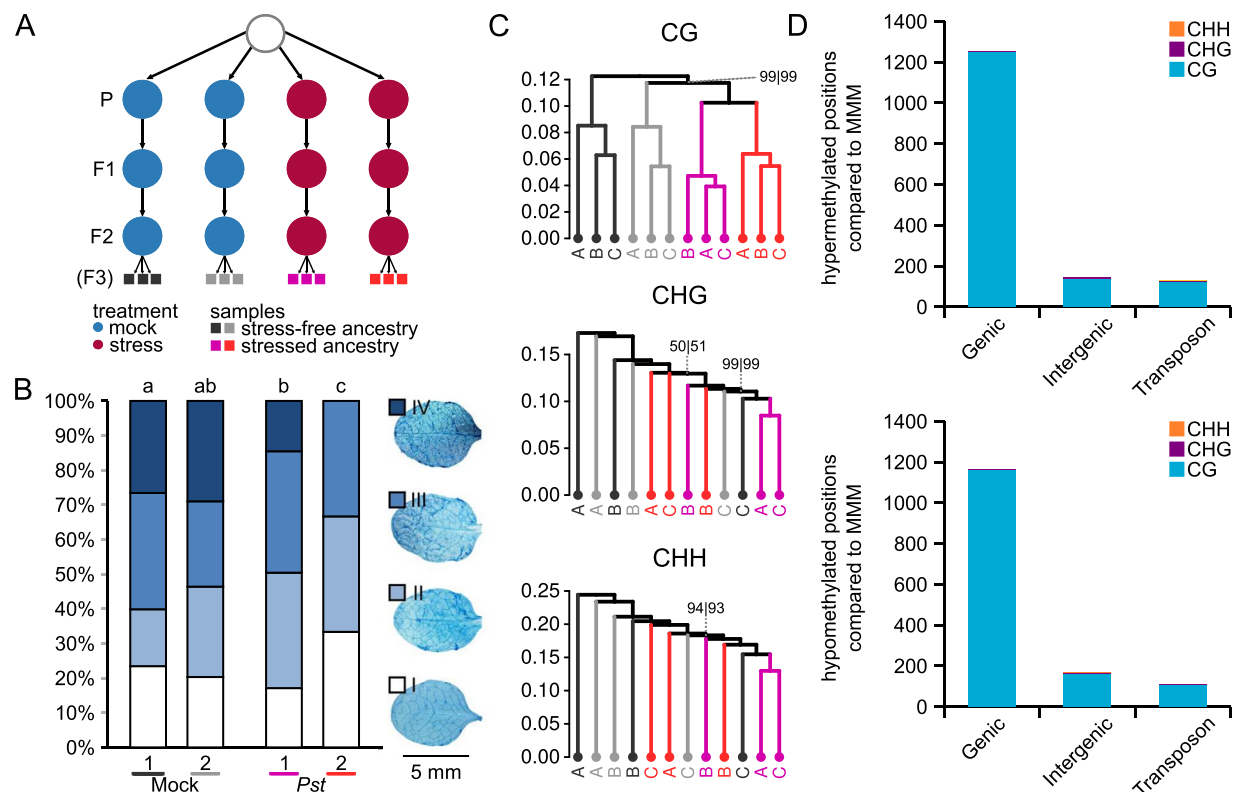 A
P
F1
F2
(F3)
treatment
mock
stress
samples
stress-free ancestry
stressed ancestry
B
a ab b c
100%
90%
80%
70%
60%
50%
40%
30%
20%
10%
0%
1 2 1 2
Mock Pst
IV
III
II
I
5 mm
C
CG
99|99
0.12
0.10
0.08
0.06
0.04
0.02
0.00
A B C A B C B A C A B C
CHG
50|51
99|99
0.15
0.10
0.05
0.00
A A B B A C B B C C A C
CHH
94|93
0.25
0.20
0.15
0.10
0.05
0.00
A A B B C A C B B C A C
D
hypermethylated positions
compared to MMM
1400
1200
1000
800
600
400
200
0
CHH
CHG
CG
Genic
Intergenic
Transposon
hypomethylated positions
compared to MMM
1400
1200
1000
800
600
400
200
0
CHH
CHG
CG
Genic
Intergenic
Transposon